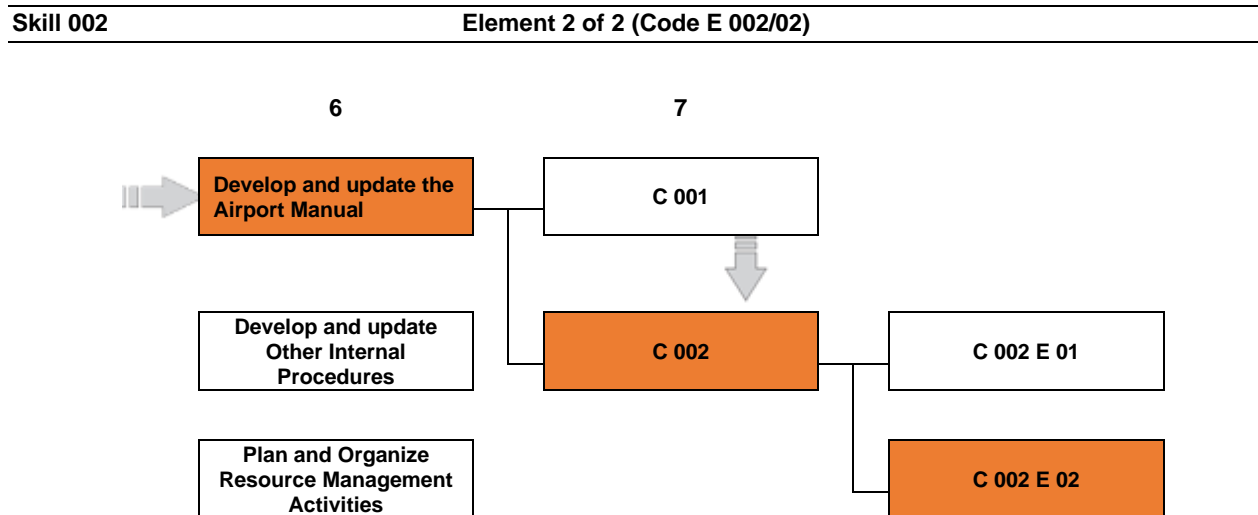 Skill 002 Element 2 of 2 (Code E 002/02)
6 7
Develop and update the
Airport Manual
C 001
Develop and update
Other Internal
Procedures
C 002
C 002 E 01
Plan and Organize
Resource Management
Activities
C 002 E 02